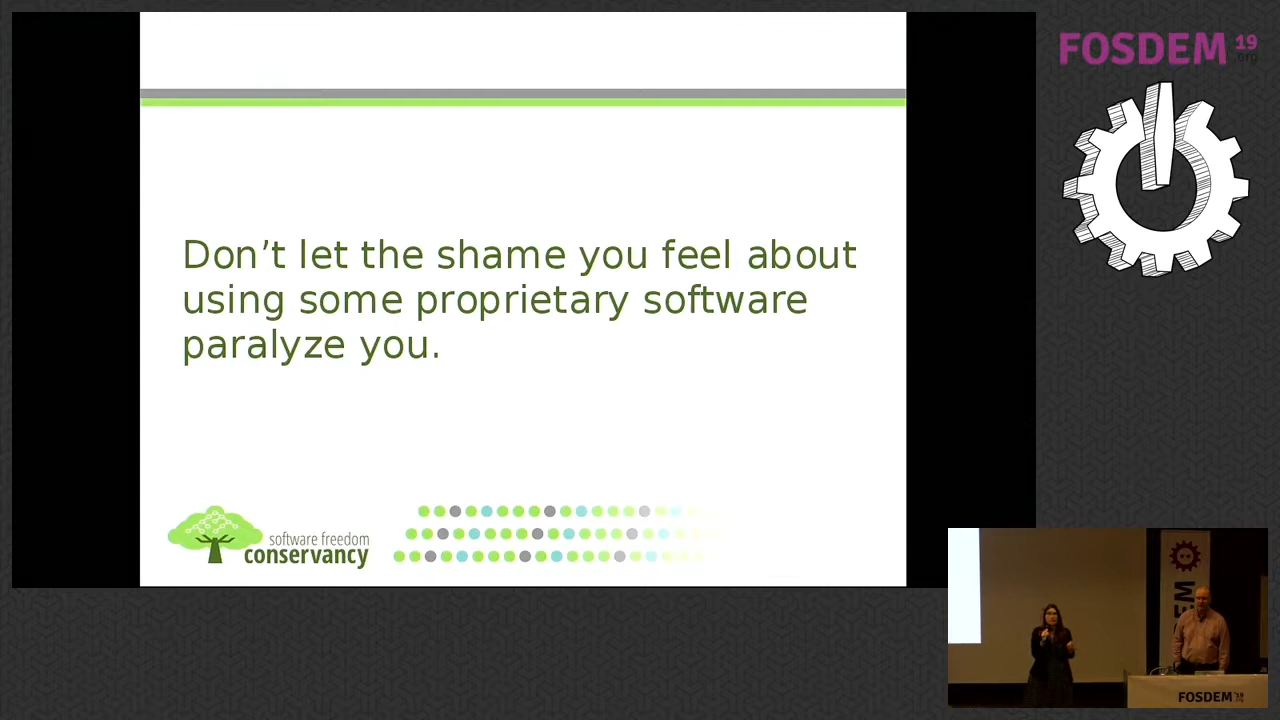 FOSDEM 19
.org
Don’t let the shame you feel about
using some proprietary software
paralyze you.
software freedom
conservancy
EM
FOSDEM 19